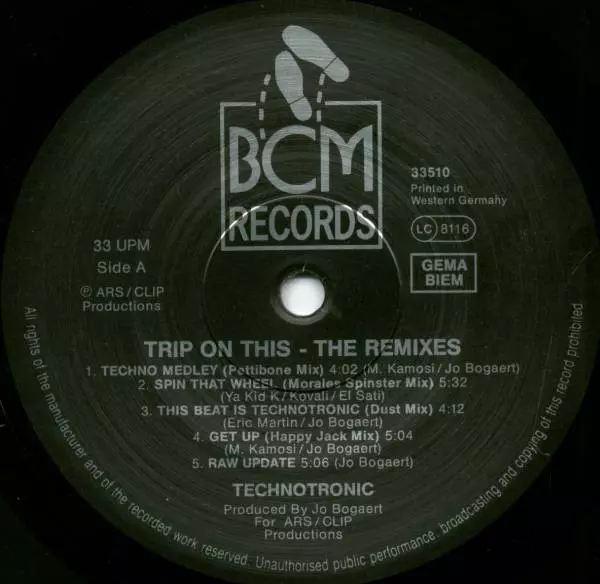 BCM
RECORDS
33510
Printed in
Western Germahy
LC 8116
GEMA
BIEM
33 UPM
Side A
℗ ARS/CLIP
Productions
TRIP ON THIS - THE REMIXES
1. TECHNO MEDLEY (Pettibone Mix) 4:02 (M. Kamosi/Jo Bogaert)
2. SPIN THAT WHEEL (Morales Spinster Mix) 5:32
(Ya Kid K/Kovali/El Sati)
3. THIS BEAT IS TECHNOTRONIC (Dust Mix) 4:12
(Eric Martin/Jo Bogaert)
4. GET UP (Happy Jack Mix) 5:04
(M. Kamosi/Jo Bogaert)
5. RAW UPDATE 5:06 (Jo Bogaert)
TECHNOTRONIC
Produced By Jo Bogaert
For ARS/CLIP
Productions
All rights of the manufacturer and of the recorded work reserved. Unauthorised public performance, broadcasting and copying of this record prohibited.